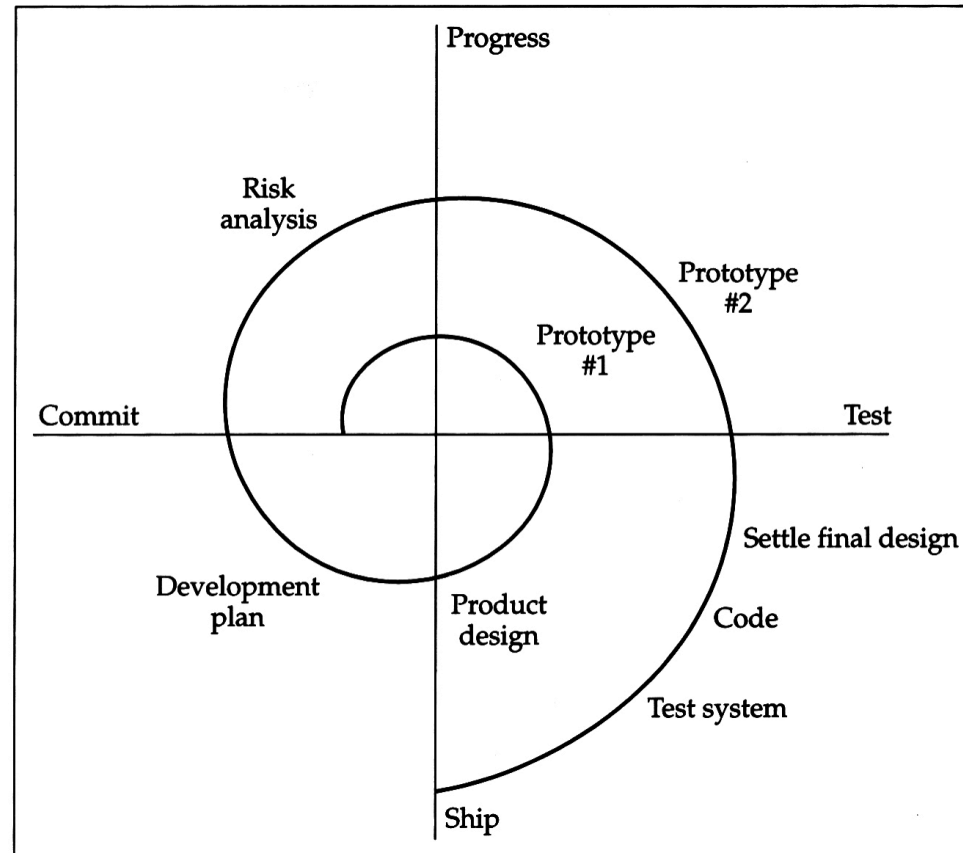 Progress
Risk
analysis
Prototype
#2
Prototype
#1
Commit
Test
Settle final design
Development
plan
Product
design
Code
Test system
Ship